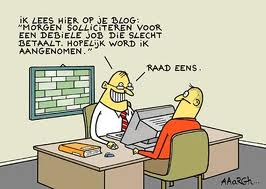 IK LEES HIER OP JE BLOG:
"MORGEN SOLLICITEREN VOOR
EEN DEBIELE JOB DIE SLECHT
BETAALT. HOPELIJK WORD IK
AANGENOMEN."
RAAD EENS.
AAARGH...